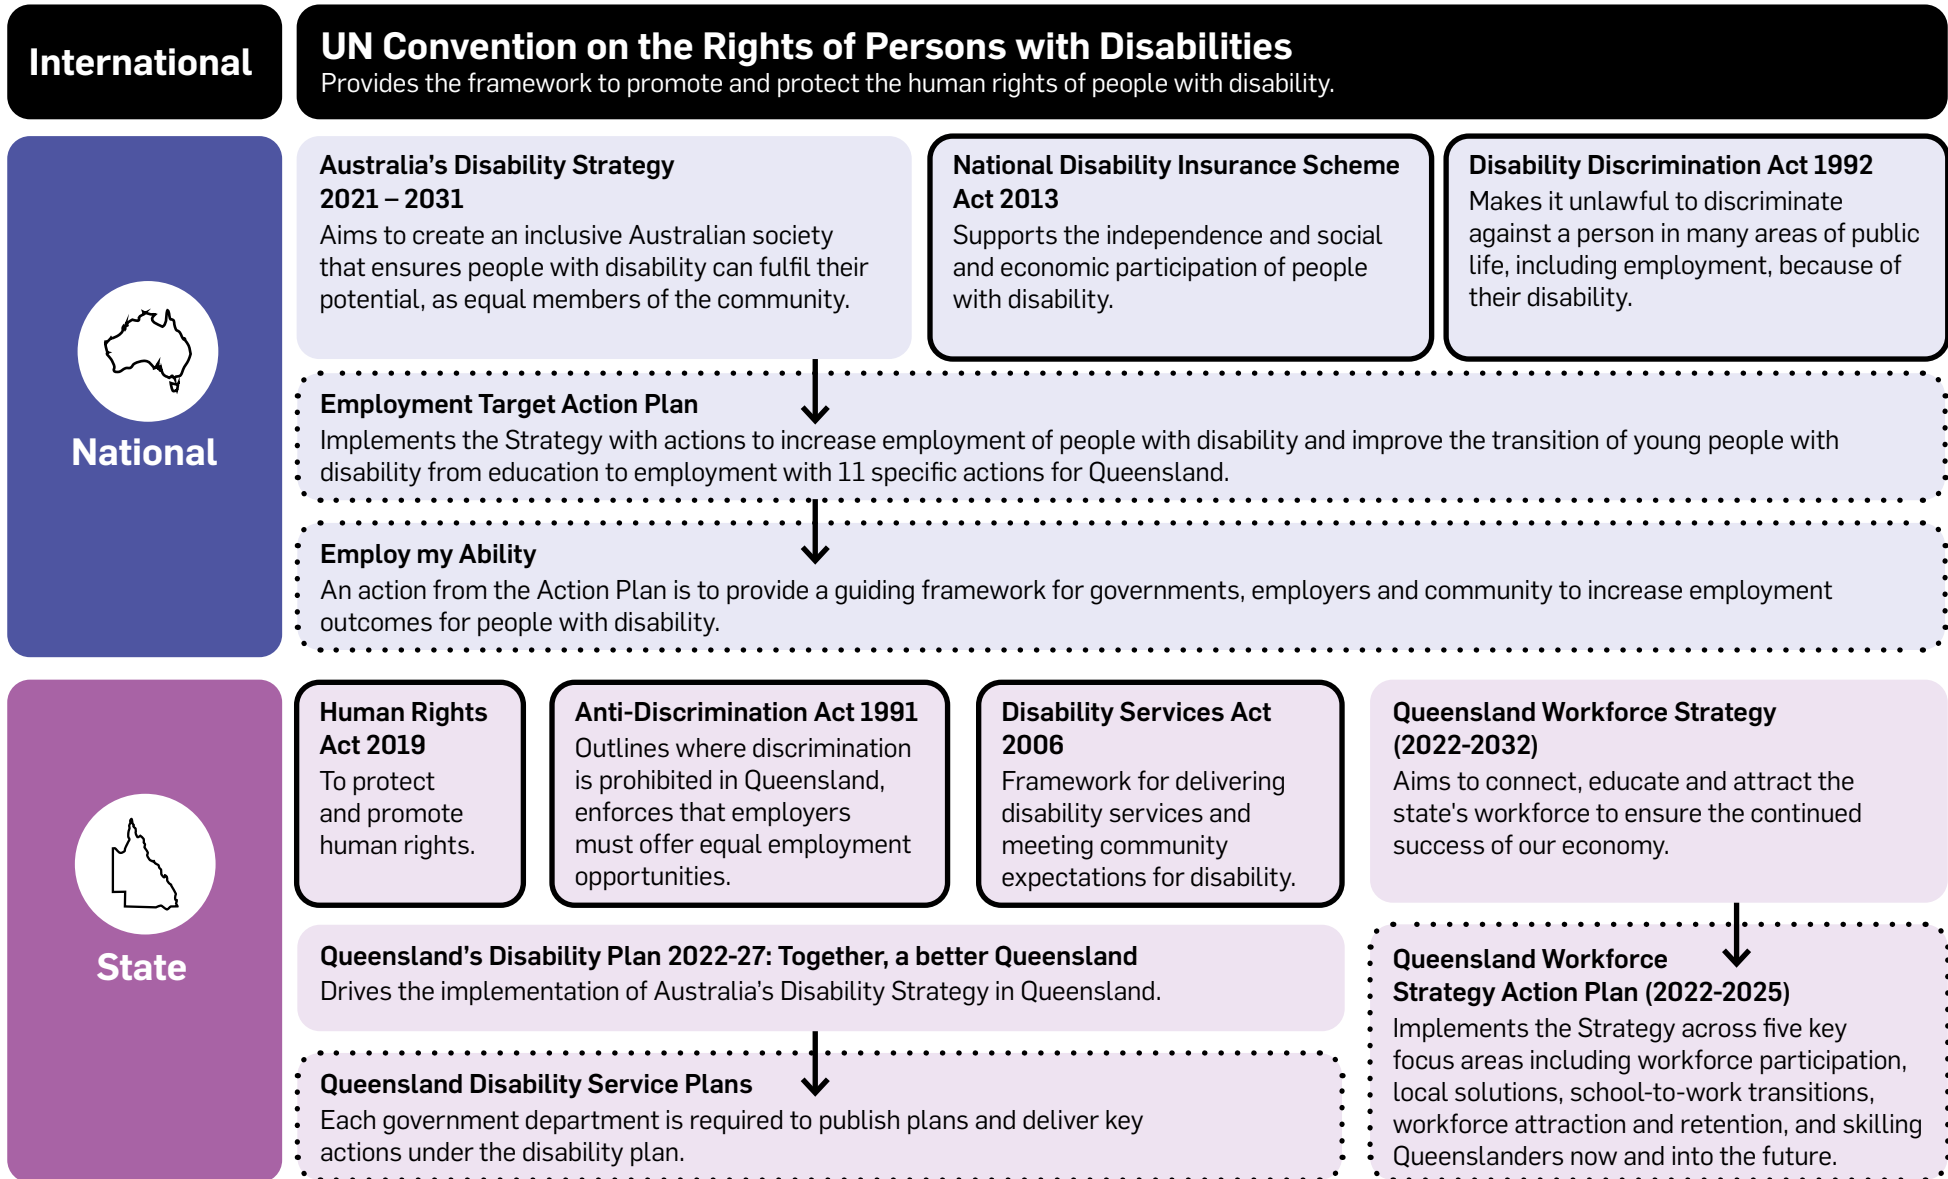 International
UN Convention on the Rights of Persons with Disabilities
Provides the framework to promote and protect the human rights of people with disability.
National
Australia’s Disability Strategy
2021 – 2031
Aims to create an inclusive Australian society
that ensures people with disability can fulfil their
potential, as equal members of the community.
National Disability Insurance Scheme
Act 2013
Supports the independence and social
and economic participation of people
with disability.
Disability Discrimination Act 1992
Makes it unlawful to discriminate
against a person in many areas of public
life, including employment, because of
their disability.
Employment Target Action Plan
Implements the Strategy with actions to increase employment of people with disability and improve the transition of young people with
disability from education to employment with 11 specific actions for Queensland.
Employ my Ability
An action from the Action Plan is to provide a guiding framework for governments, employers and community to increase employment
outcomes for people with disability.
State
Human Rights
Act 2019
To protect
and promote
human rights.
Anti-Discrimination Act 1991
Outlines where discrimination
is prohibited in Queensland,
enforces that employers
must offer equal employment
opportunities.
Disability Services Act
2006
Framework for delivering
disability services and
meeting community
expectations for disability.
Queensland Workforce Strategy
(2022-2032)
Aims to connect, educate and attract the
state's workforce to ensure the continued
success of our economy.
Queensland’s Disability Plan 2022-27: Together, a better Queensland
Drives the implementation of Australia’s Disability Strategy in Queensland.
Queensland Disability Service Plans
Each government department is required to publish plans and deliver key
actions under the disability plan.
Queensland Workforce
Strategy Action Plan (2022-2025)
Implements the Strategy across five key
focus areas including workforce participation,
local solutions, school-to-work transitions,
workforce attraction and retention, and skilling
Queenslanders now and into the future.